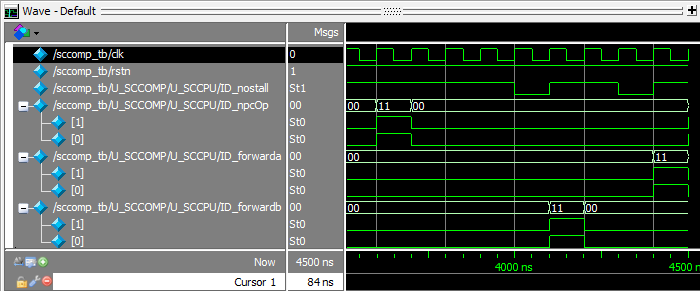 Wave - Default
Msgs
/sccomp_tb/clk 0
/sccomp_tb/rstn 1
/sccomp_tb/U_SCCOMP/U_SCCPU/ID_nostall St1
/sccomp_tb/U_SCCOMP/U_SCCPU/ID_npcOp 00 00 11 00
[1] St0
[0] St0
/sccomp_tb/U_SCCOMP/U_SCCPU/ID_forwarda 00 00 11
[1] St0
[0] St0
/sccomp_tb/U_SCCOMP/U_SCCPU/ID_forwardb 00 00 11 00
[1] St0
[0] St0
Now 4500 ns 4000 ns 4500 ns
Cursor 1 84 ns